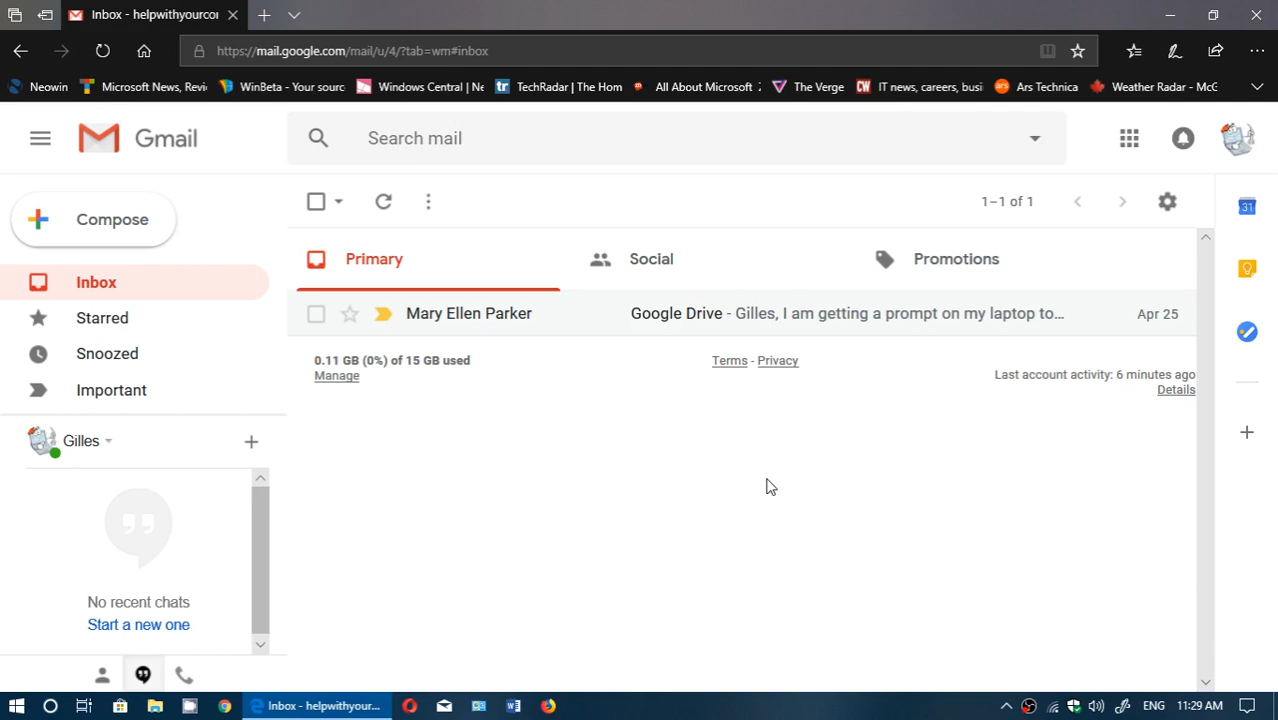 Inbox - helpwithyourcor
https://mail.google.com/mail/u/4/?tab=wm#inbox
Neowin
Microsoft News, Revi
WinBeta - Your sourc
Windows Central | Ne
TechRadar | The Hom
All About Microsoft
The Verge
IT news, careers, busi
Ars Technica
Weather Radar - McG
Gmail
Search mail
Compose
1–1 of 1
31
Primary
Social
Promotions
Inbox
Mary Ellen Parker
Google Drive - Gilles, I am getting a prompt on my laptop to...
Apr 25
Starred
Snoozed
Important
0.11 GB (0%) of 15 GB used
Manage
Terms - Privacy
Last account activity: 6 minutes ago
Details
Gilles
No recent chats
Start a new one
Inbox - helpwithyour...
ENG
11:29 AM